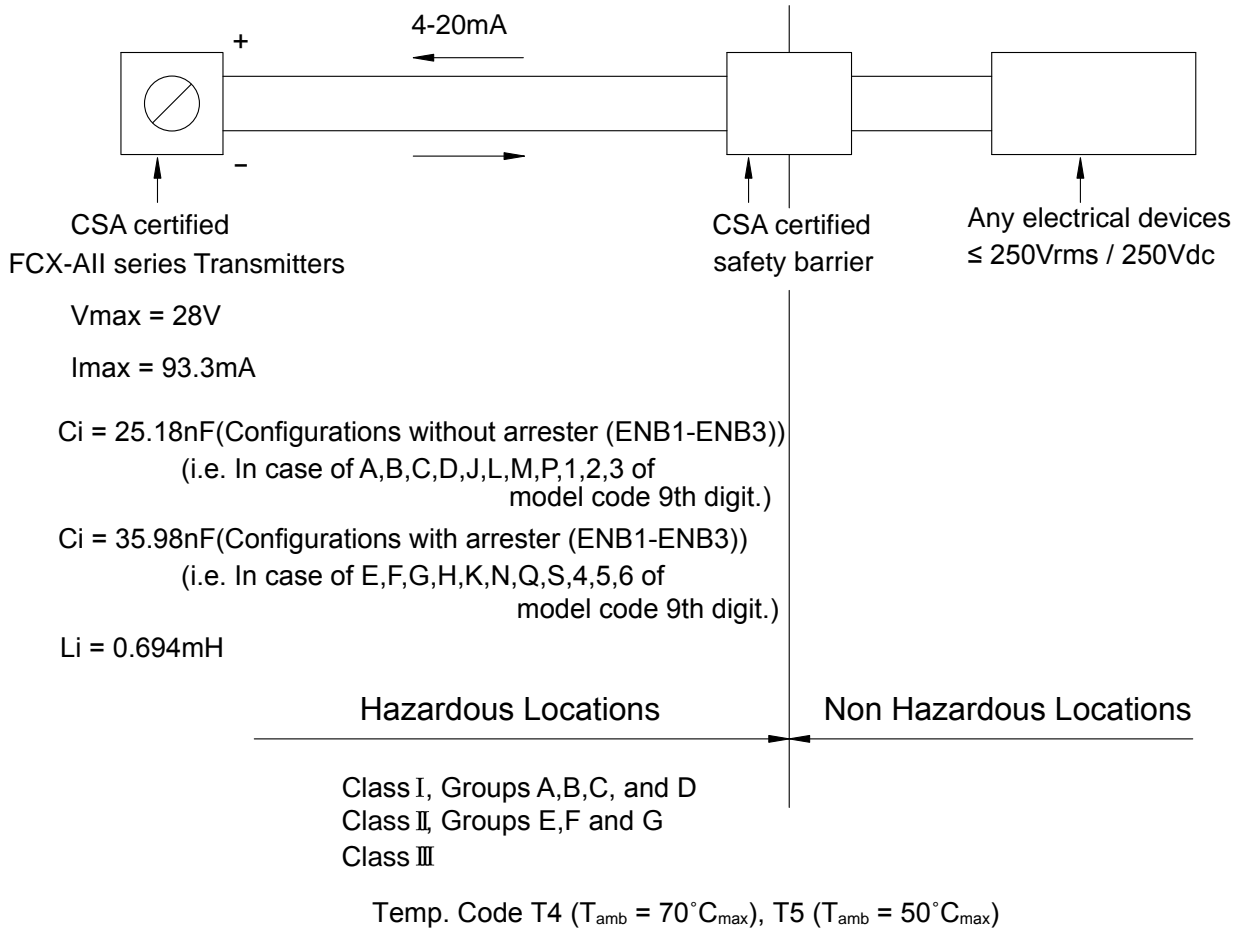 4-20mA
+
−
CSA certified
FCX-AII series Transmitters
CSA certified
safety barrier
Any electrical devices
≤ 250Vrms / 250Vdc
Vmax = 28V
Imax = 93.3mA
Ci = 25.18nF(Configurations without arrester (ENB1-ENB3))
(i.e. In case of A,B,C,D,J,L,M,P,1,2,3 of
model code 9th digit.)
Ci = 35.98nF(Configurations with arrester (ENB1-ENB3))
(i.e. In case of E,F,G,H,K,N,Q,S,4,5,6 of
model code 9th digit.)
Li = 0.694mH
Hazardous Locations
Non Hazardous Locations
Class Ⅰ, Groups A,B,C, and D
Class Ⅱ, Groups E,F and G
Class Ⅲ
Temp. Code T4 (Tamb = 70˚Cmax), T5 (Tamb = 50˚Cmax)